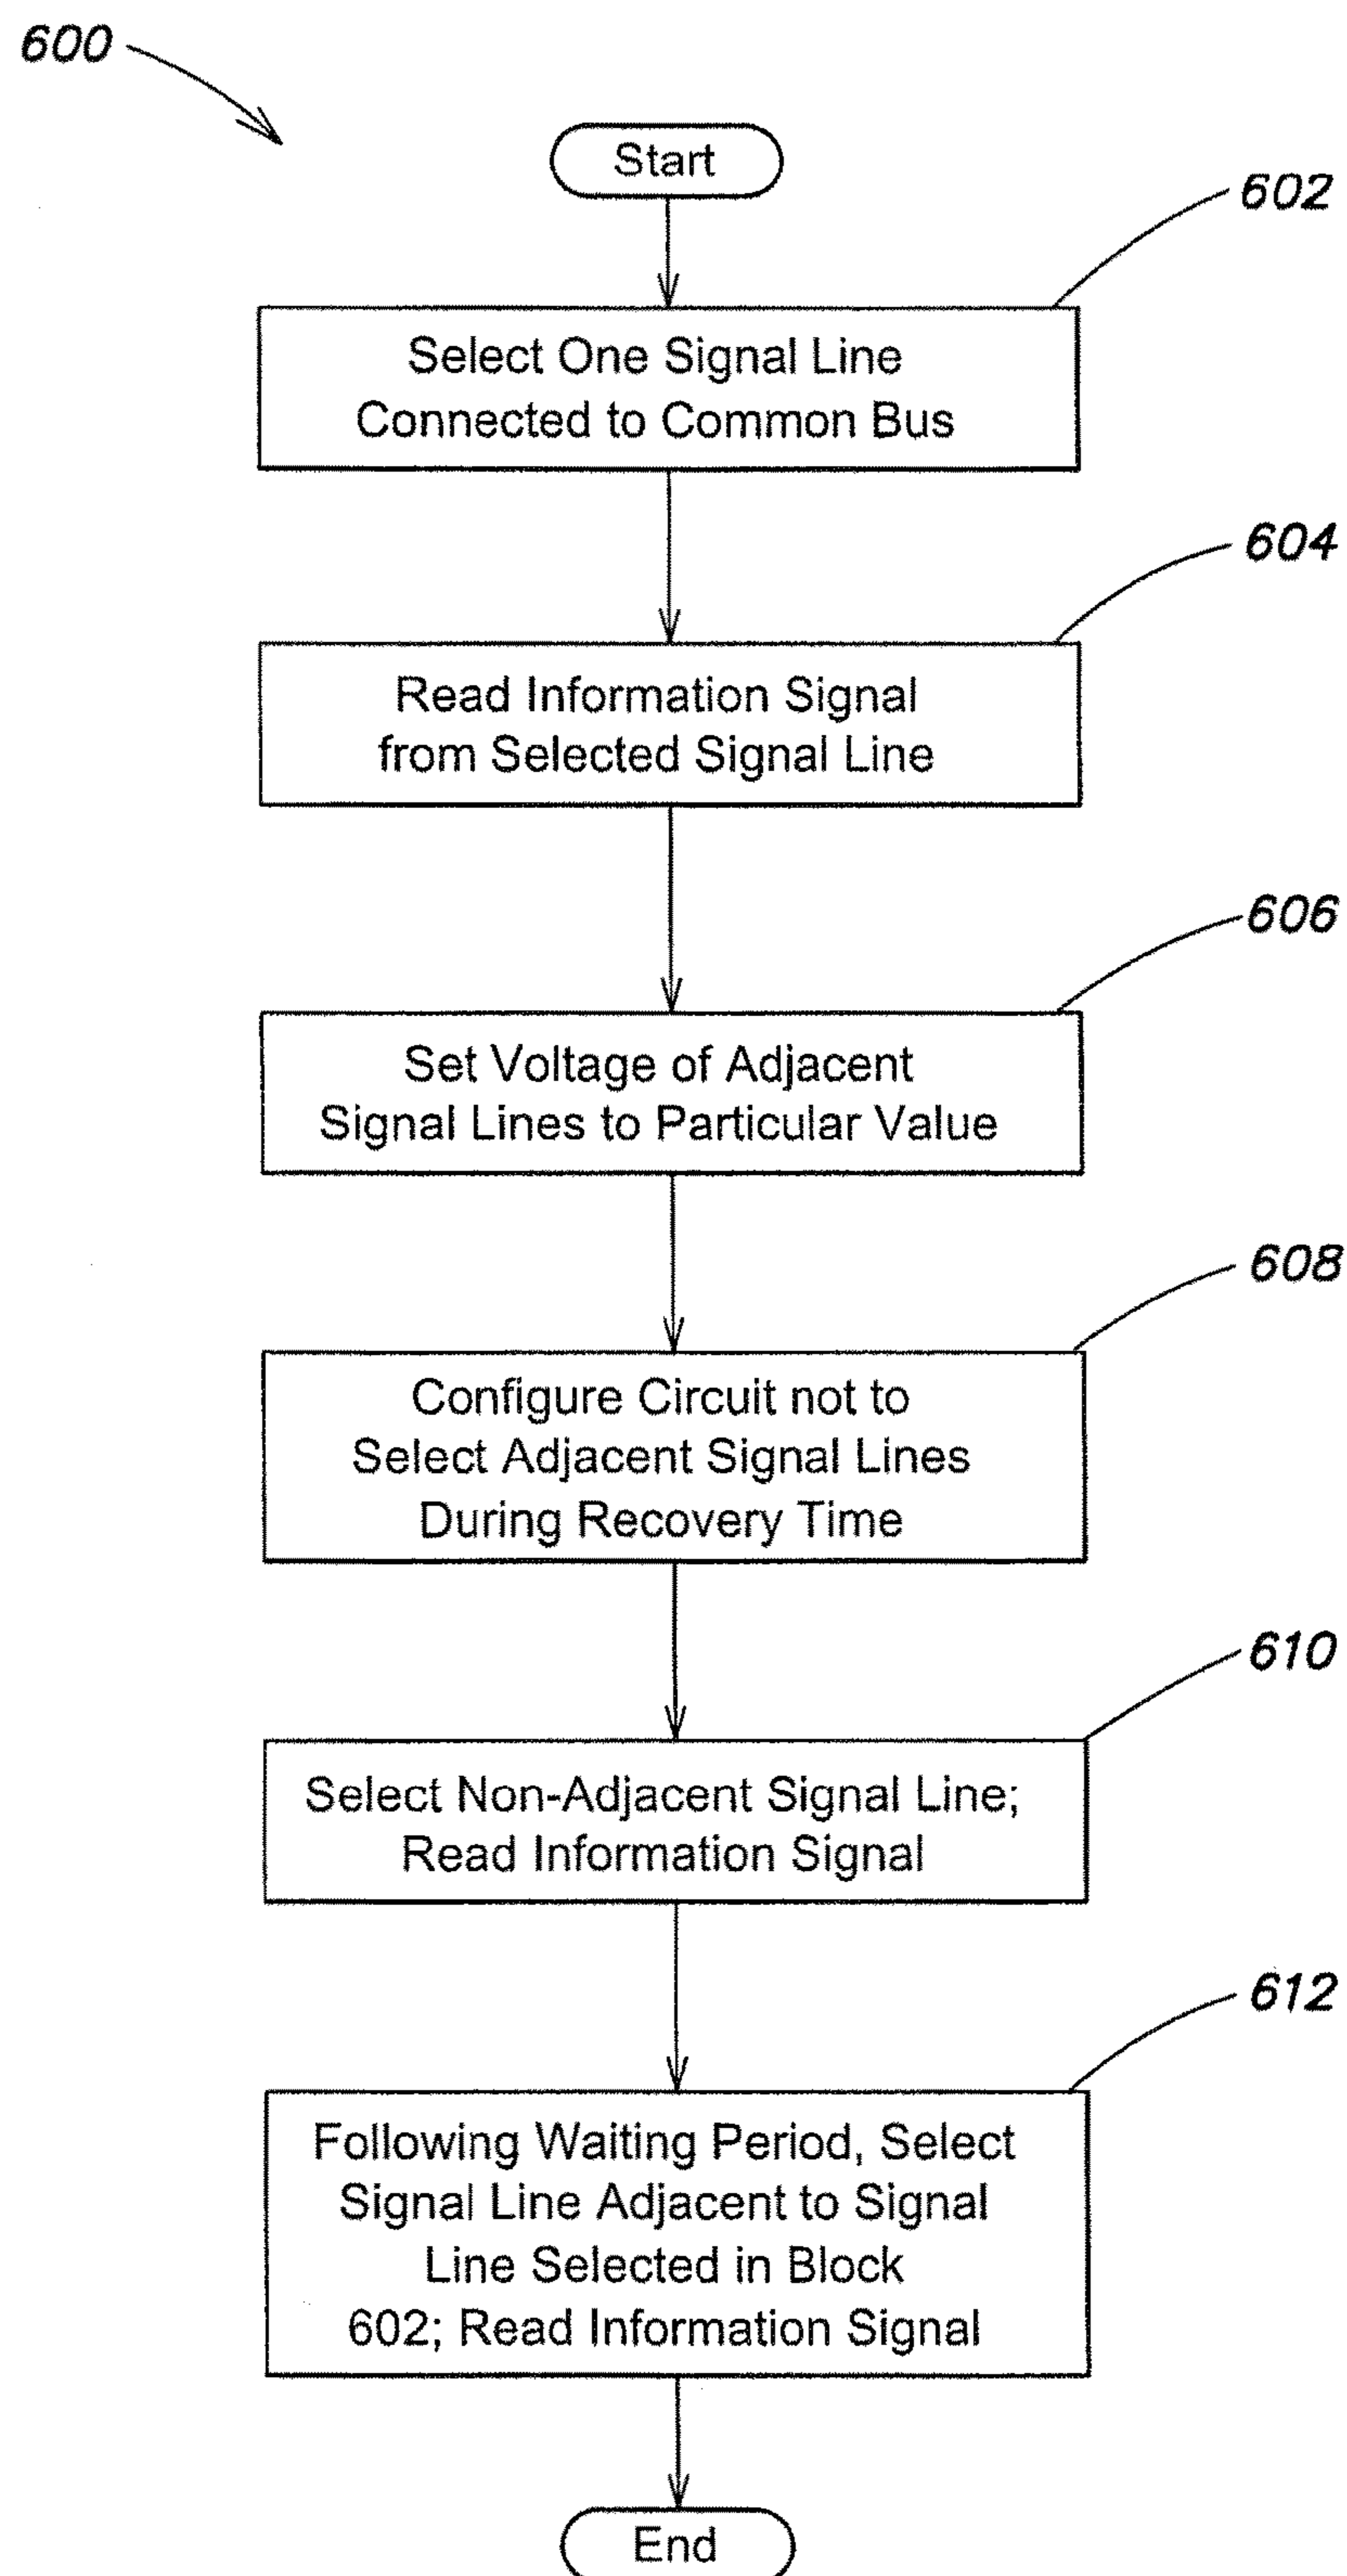 600
Start
602
Select One Signal Line
Connected to Common Bus
604
Read Information Signal
from Selected Signal Line
606
Set Voltage of Adjacent
Signal Lines to Particular Value
608
Configure Circuit not to
Select Adjacent Signal Lines
During Recovery Time
610
Select Non-Adjacent Signal Line;
Read Information Signal
612
Following Waiting Period, Select
Signal Line Adjacent to Signal
Line Selected in Block
602; Read Information Signal
End